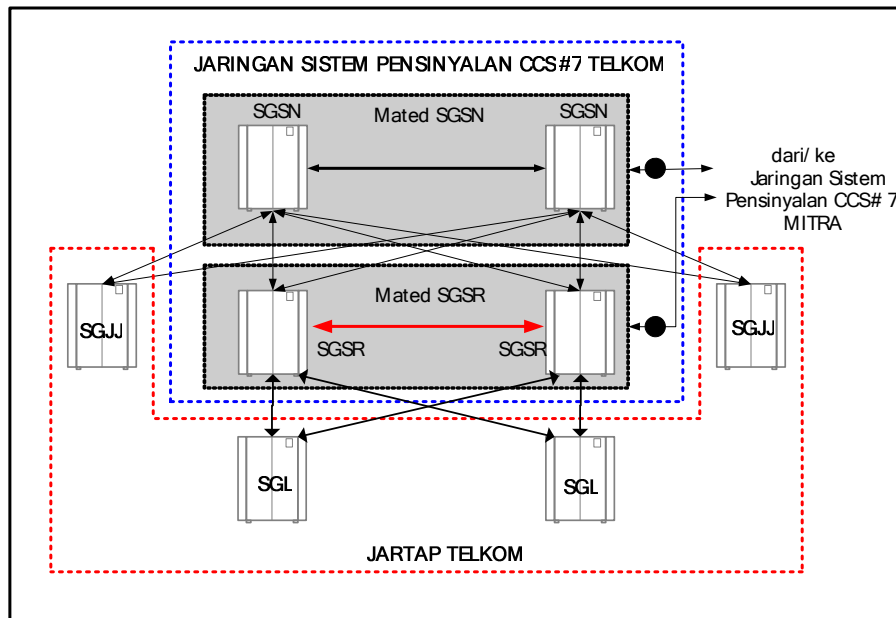 JARINGAN SISTEM PENSINYALAN CCS#7 TELKOM
SGSN
Mated SGSN
SGSN
dari/ ke
Jaringan Sistem
Pensinyalan CCS# 7
MITRA
Mated SGSR
SGSR
SGSR
SGJJ
SGJJ
SGL
SGL
JARTAP TELKOM